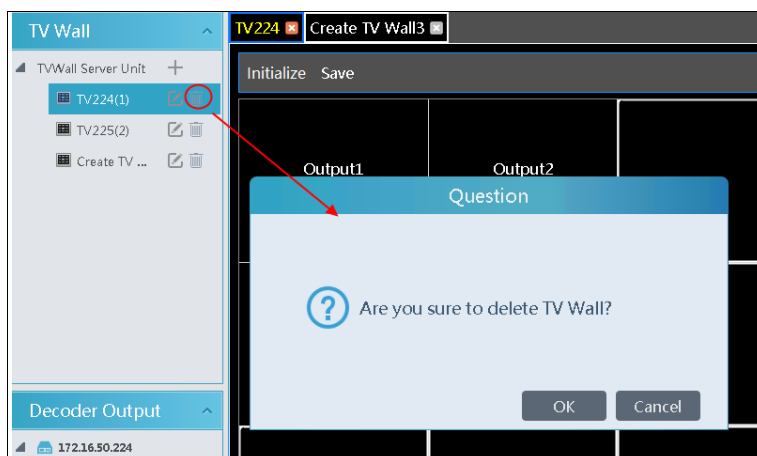 TV Wall
TVWall Server Unit
TV224(1)
TV225(2)
Create TV ...
Decoder Output
172.16.50.224
TV224
Create TV Wall3
Initialize Save
Output1
Output2
Question
Are you sure to delete TV Wall?
OK
Cancel